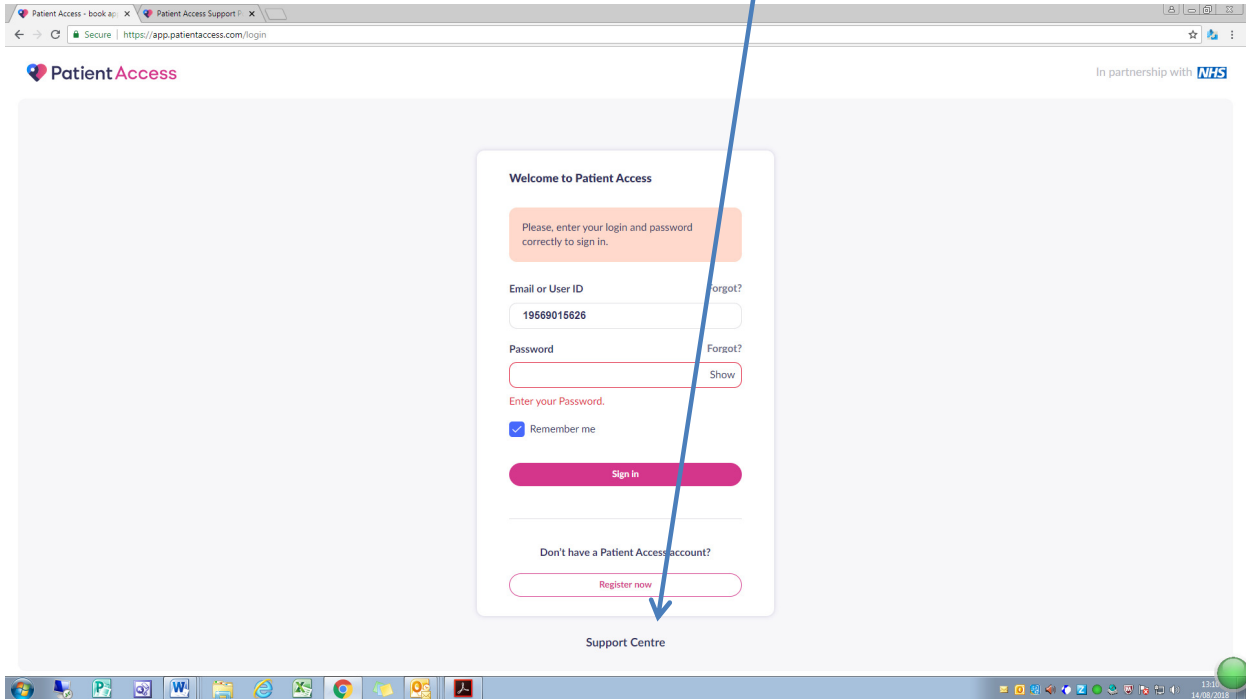 Patient Access - book ap
Patient Access Support P
Secure | https://app.patientaccess.com/login
Patient Access
In partnership with NHS
Welcome to Patient Access
Please, enter your login and password
correctly to sign in.
Email or User ID Forgot?
19569015626
Password Forgot?
Show
Enter your Password.
Remember me
Sign in
Don't have a Patient Access account?
Register now
Support Centre
14/08/2018